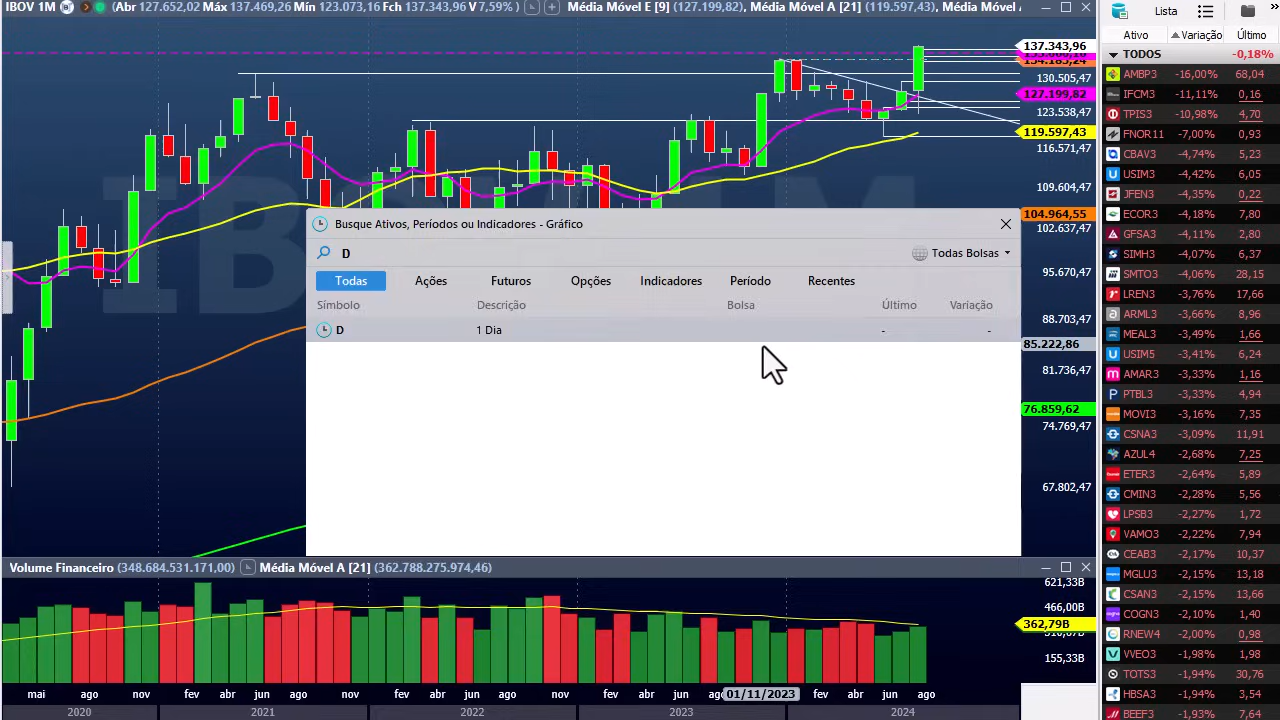 IBOV 1M (Abr 127.652,02 Máx 137.469,26 Mín 123.073,16 Fch 137.343,96 V 7,59% ) Média Móvel E [9] (127.199,82), Média Móvel A [21] (119.597,43), Média Móvel
137.343,96
134.185,24
130.505,47
127.199,82
123.538,47
119.597,43
116.571,47
109.604,47
104.964,55
102.637,47
95.670,47
88.703,47
85.222,86
81.736,47
76.859,62
74.769,47
67.802,47
Busque Ativos, Períodos ou Indicadores - Gráfico
D
Todas Bolsas
Todas Ações Futuros Opções Indicadores Período Recentes
Símbolo Descrição Bolsa Último Variação
D 1 Dia - -
Volume Financeiro (348.684.531.171,00) Média Móvel A [21] (362.788.275.974,46)
621,33B
466,00B
362,79B
155,33B
mai ago nov fev abr jun ago nov fev abr jun ago nov fev abr jun ag 01/11/2023 fev abr jun ago
2020 2021 2022 2023 2024
Lista
Ativo Variação Último
TODOS -0,18%
AMBP3 -16,00% 68,04
IFCM3 -11,11% 0,16
TPIS3 -10,98% 4,70
FNOR11 -7,00% 0,93
CBAV3 -4,74% 5,23
USIM3 -4,42% 6,05
JFEN3 -4,35% 0,22
ECOR3 -4,18% 7,80
GFSA3 -4,11% 2,80
SIMH3 -4,07% 6,37
SMTO3 -4,06% 28,15
LREN3 -3,76% 17,66
ARML3 -3,66% 8,96
MEAL3 -3,49% 1,66
USIM5 -3,41% 6,24
AMAR3 -3,33% 1,16
PTBL3 -3,33% 4,94
MOVI3 -3,16% 7,35
CSNA3 -3,09% 11,91
AZUL4 -2,68% 7,25
ETER3 -2,64% 5,89
CMIN3 -2,28% 5,56
LPSB3 -2,27% 1,72
VAMO3 -2,22% 7,94
CEAB3 -2,17% 10,37
MGLU3 -2,15% 13,18
CSAN3 -2,15% 13,66
COGN3 -2,10% 1,40
RNEW4 -2,00% 0,98
VVEO3 -1,98% 1,98
TOTS3 -1,94% 30,76
HBSA3 -1,94% 3,54
BEEF3 -1,93% 7,64